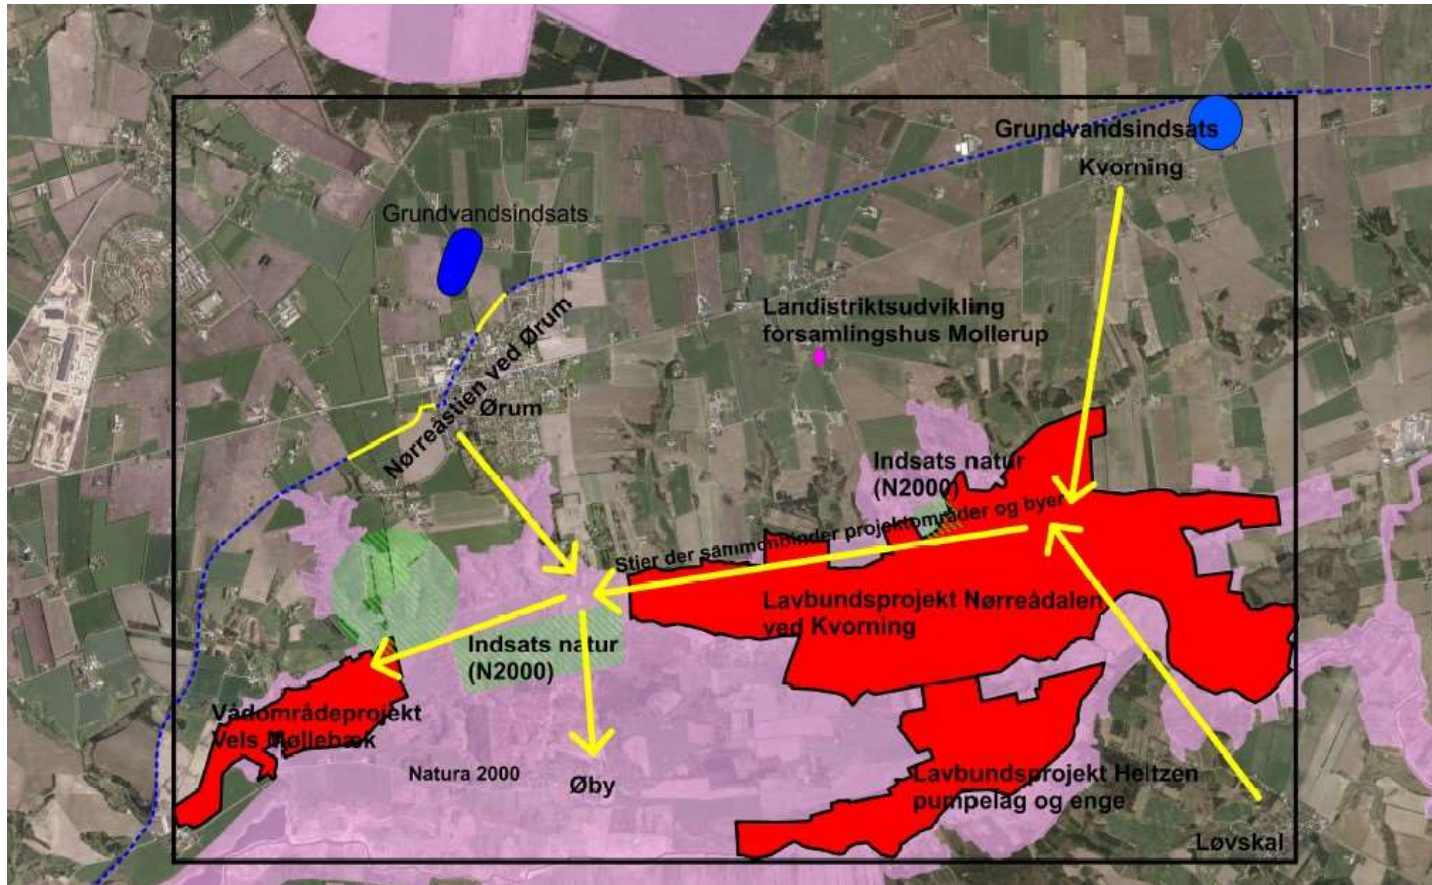 Grundvandsindsats
Kvorning
Grundvandsindsats
Landistriktsudvikling
forsamlingshus Mollerup
Nørreåstien ved Ørum
Ørum
Indsats natur
(N2000)
Stier der sammenbinder projektområder og byer
Lavbundsprojekt Nørreådalen
ved Kvorning
Indsats natur
(N2000)
Vådområdeprojekt
Vels Møllebæk
Natura 2000
Øby
Lavbundsprojekt Heltzen
pumpelag og enge
Løvskal